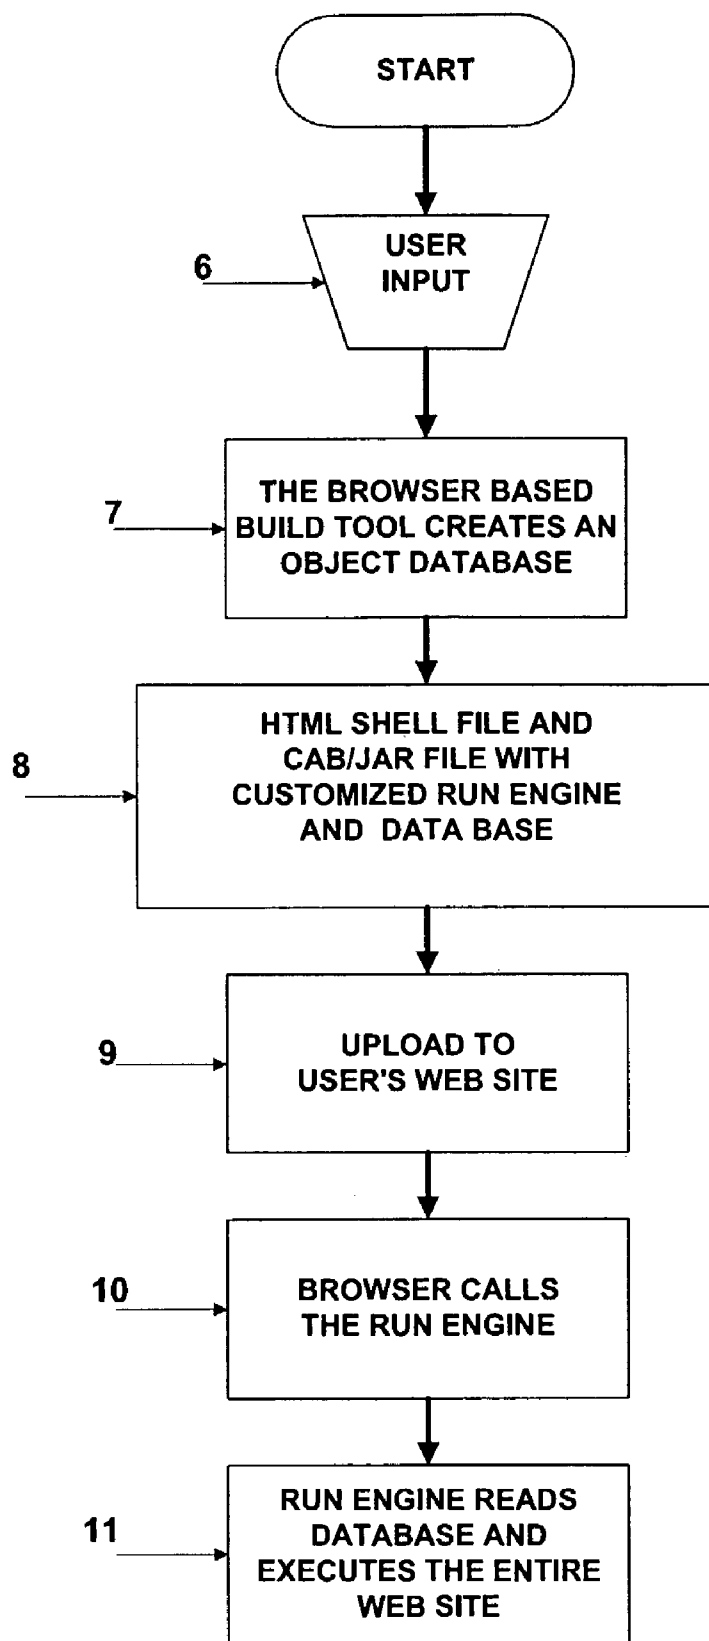 START
USER
INPUT
6
THE BROWSER BASED
BUILD TOOL CREATES AN
OBJECT DATABASE
7
HTML SHELL FILE AND
CAB/JAR FILE WITH
CUSTOMIZED RUN ENGINE
AND DATA BASE
8
UPLOAD TO
USER'S WEB SITE
9
BROWSER CALLS
THE RUN ENGINE
10
RUN ENGINE READS
DATABASE AND
EXECUTES THE ENTIRE
WEB SITE
11